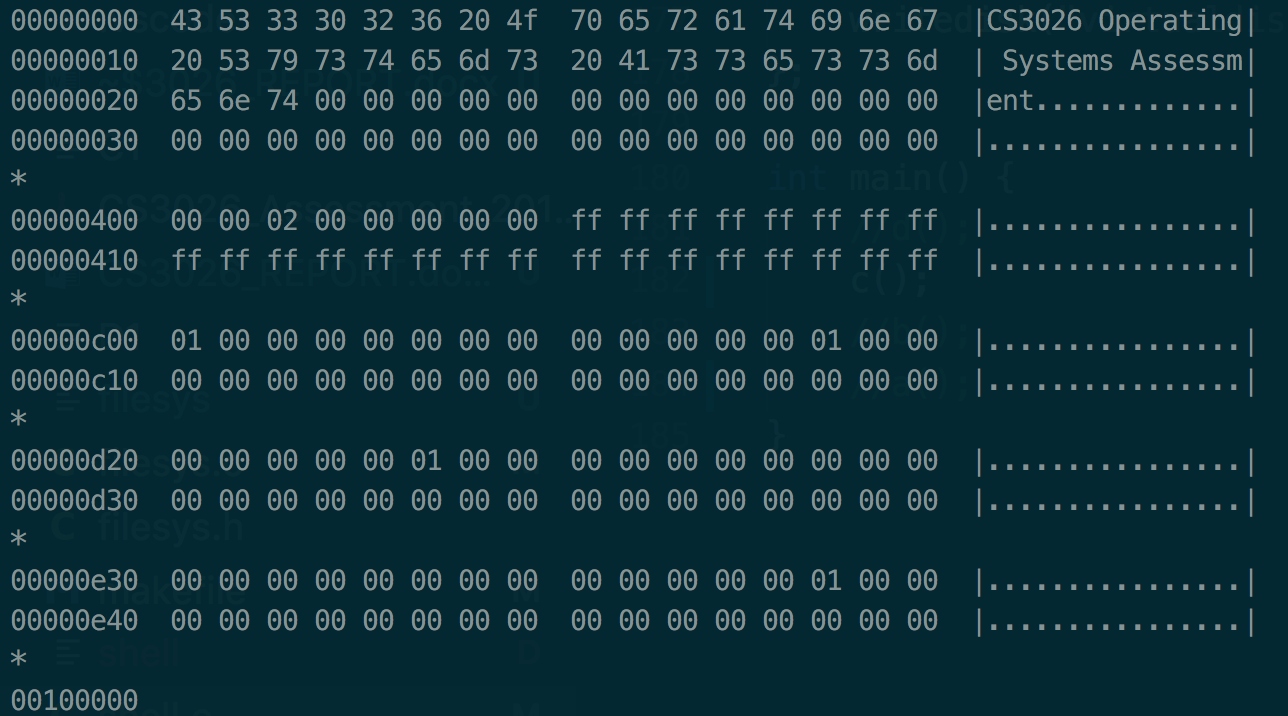 00000000  43 53 33 30 32 36 20 4f  70 65 72 61 74 69 6e 67  |CS3026 Operating|
00000010  20 53 79 73 74 65 6d 73  20 41 73 73 65 73 73 6d  | Systems Assessm|
00000020  65 6e 74 00 00 00 00 00  00 00 00 00 00 00 00 00  |ent.............|
00000030  00 00 00 00 00 00 00 00  00 00 00 00 00 00 00 00  |................|
*
00000400  00 00 02 00 00 00 00 00  ff ff ff ff ff ff ff ff  |................|
00000410  ff ff ff ff ff ff ff ff  ff ff ff ff ff ff ff ff  |................|
*
00000c00  01 00 00 00 00 00 00 00  00 00 00 00 00 01 00 00  |................|
00000c10  00 00 00 00 00 00 00 00  00 00 00 00 00 00 00 00  |................|
*
00000d20  00 00 00 00 00 01 00 00  00 00 00 00 00 00 00 00  |................|
00000d30  00 00 00 00 00 00 00 00  00 00 00 00 00 00 00 00  |................|
*
00000e30  00 00 00 00 00 00 00 00  00 00 00 00 00 01 00 00  |................|
00000e40  00 00 00 00 00 00 00 00  00 00 00 00 00 00 00 00  |................|
*
00100000